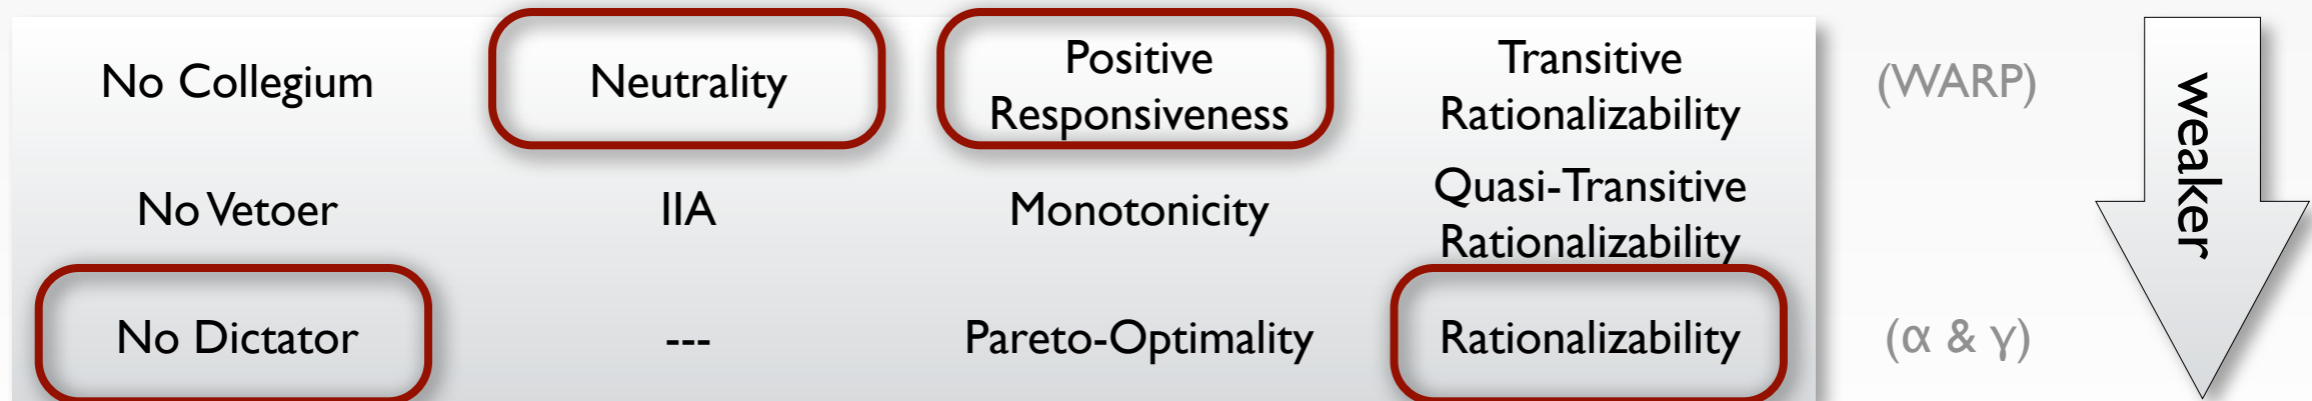 No Collegium
Neutrality
Positive
Responsiveness
Transitive
Rationalizability
(WARP)
No Vetoer
IIA
Monotonicity
Quasi-Transitive
Rationalizability
No Dictator
---
Pareto-Optimality
Rationalizability
(α & γ)
weaker